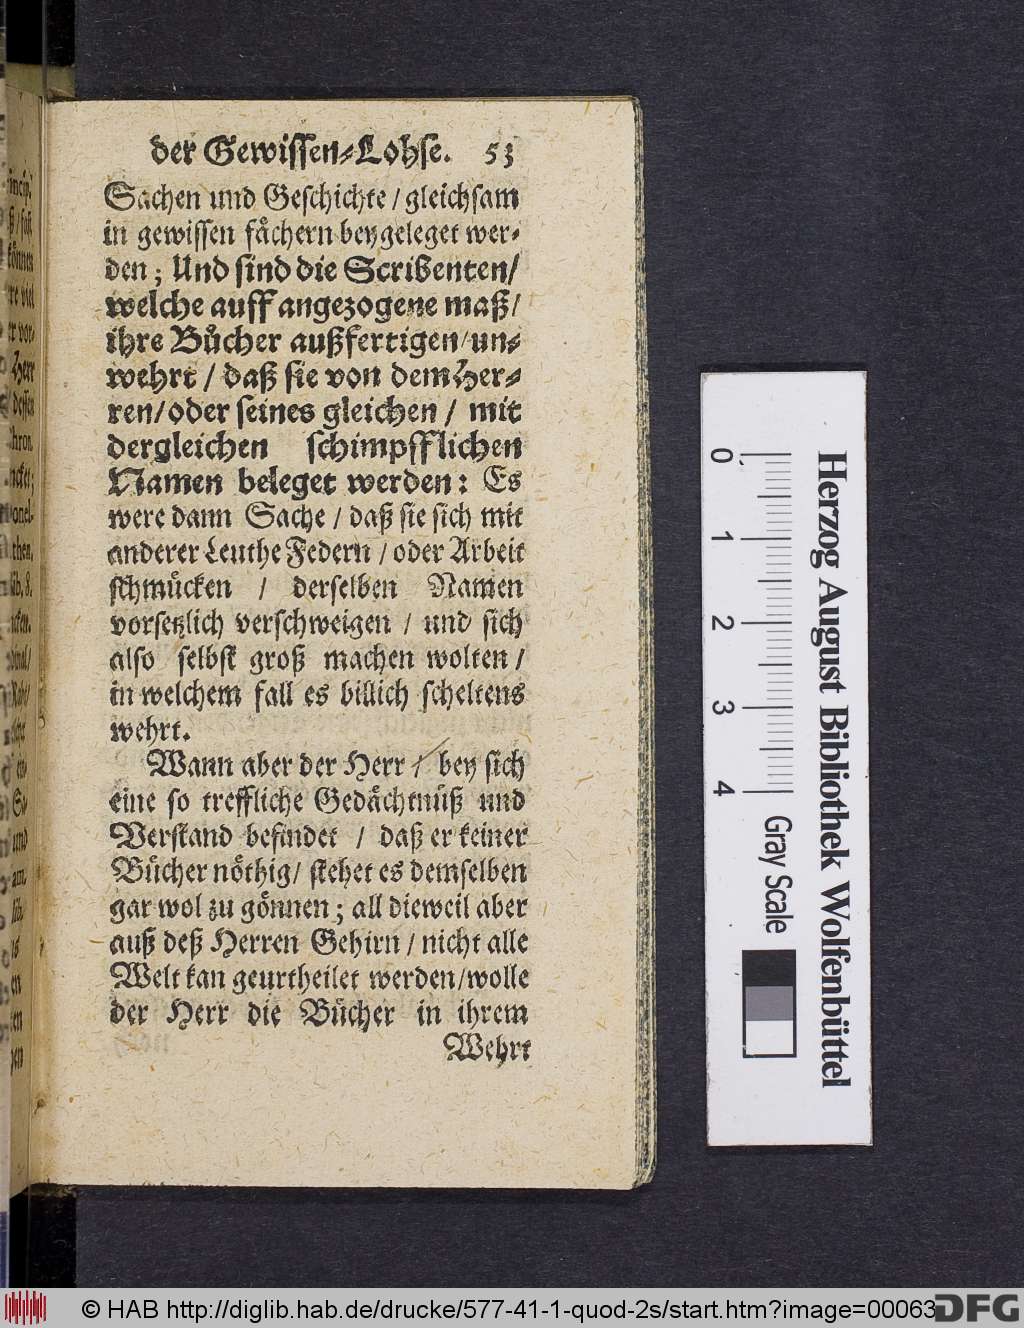 der Gewissen-Lohse. 53
Sachen und Geschichte / gleichsam
in gewissen fåchern beygeleget wer-
den; Und sind die Scribenten/
welche auff angezogene maß /
ihre Bůcher außfertigen / un-
wehrt / daß sie von dem Her-
ren / oder seines gleichen / mit
dergleichen schimpfflichen
Namen beleget werden: Es
were dann Sache / daß sie sich mit
anderer Leuthe Federn / oder Arbeit
schmůcken / derselben Namen
vorsetzlich verschweigen / und sich
also selbst groß machen wolten /
in welchem fall es billich scheltens
wehrt.
Wann aber der Herr / bey sich
eine so treffliche Gedåchtnůß und
Verstand befindet / daß er keiner
Bůcher nöthig / stehet es demselben
gar wol zu gönnen; all dieweil aber
auß deß Herren Gehirn / nicht alle
Welt kan geurtheilet werden / wolle
der Herr die Bůcher in ihrem
Wehrt
0 1 2 3 4 Gray Scale
Herzog August Bibliothek Wolfenbüttel
© HAB http://diglib.hab.de/drucke/577-41-1-quod-2s/start.htm?image=00063
DFG